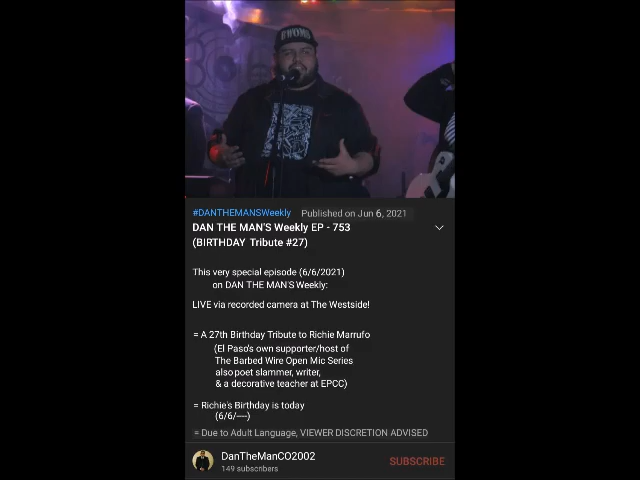 #DANTHEMANSWeekly Published on Jun 6, 2021
DAN THE MAN'S Weekly EP - 753
(BIRTHDAY Tribute #27)
This very special episode (6/6/2021)
on DAN THE MAN'S Weekly:
LIVE via recorded camera at The Westside!
= A 27th Birthday Tribute to Richie Marrufo
(El Paso's own supporter/host of
The Barbed Wire Open Mic Series
also poet slammer, writer,
& a decorative teacher at EPCC)
= Richie's Birthday is today
(6/6/----)
= Due to Adult Language, VIEWER DISCRETION ADVISED
DanTheManCO2002
149 subscribers
SUBSCRIBE